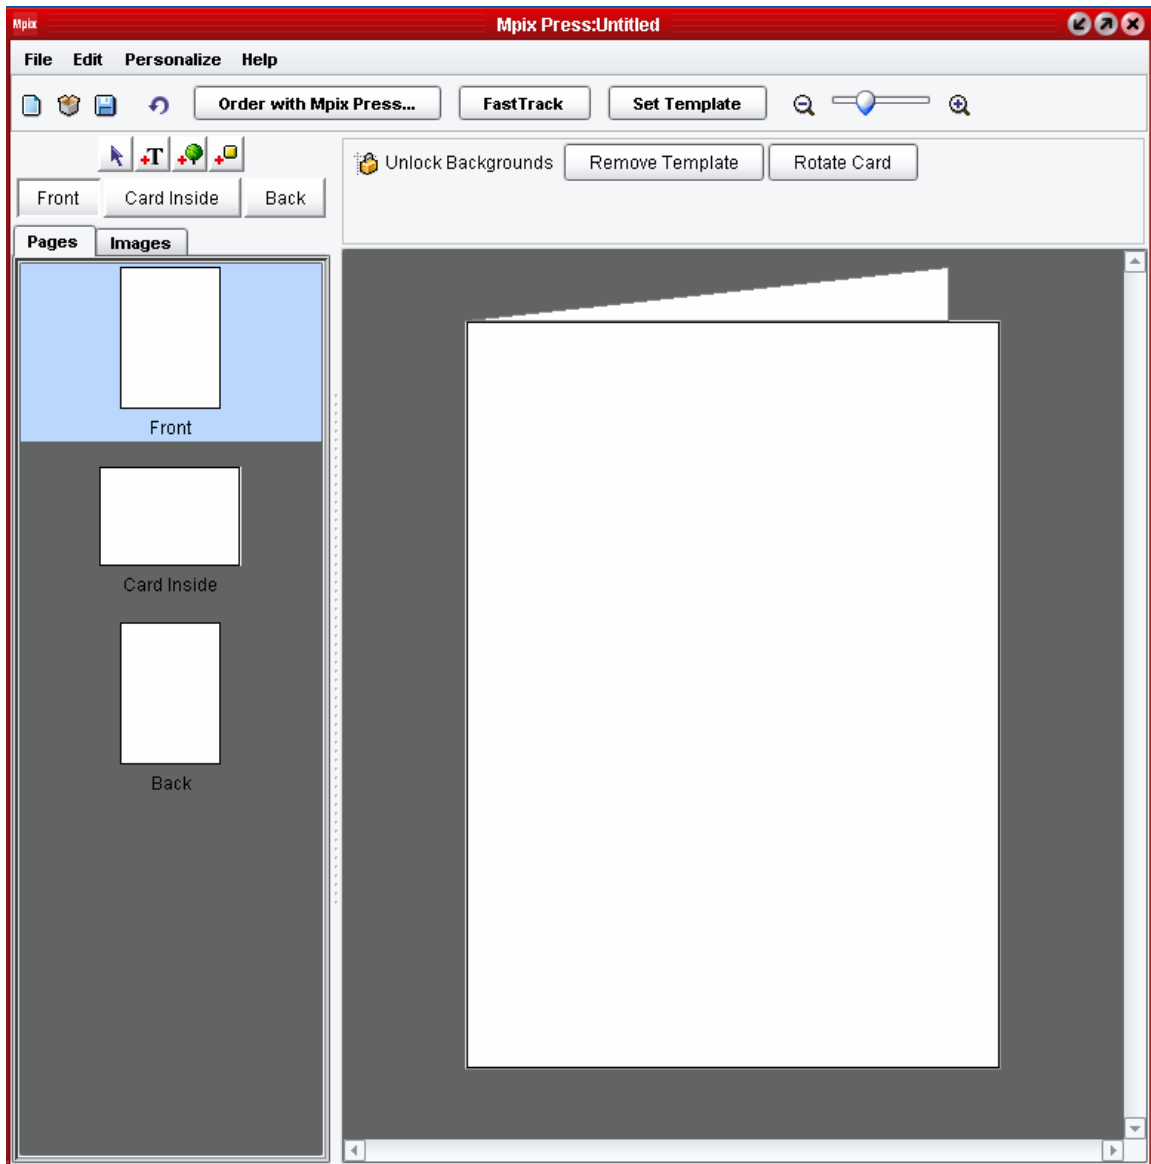 Mpix Mpix Press:Untitled
File Edit Personalize Help
Order with Mpix Press... FastTrack Set Template
+T
Unlock Backgrounds Remove Template Rotate Card
Front Card Inside Back
Pages Images
Front
Card Inside
Back